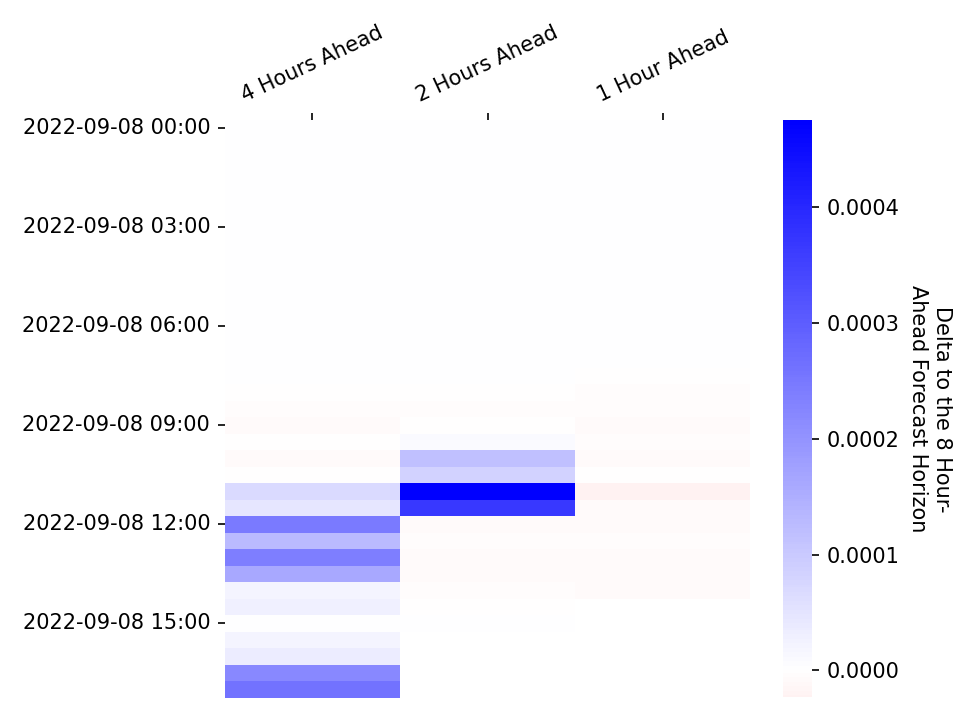 4 Hours Ahead
2 Hours Ahead
1 Hour Ahead
2022-09-08 00:00
2022-09-08 03:00
2022-09-08 06:00
2022-09-08 09:00
2022-09-08 12:00
2022-09-08 15:00
0.0004
0.0003
0.0002
0.0001
0.0000
Delta to the 8 Hour-
Ahead Forecast Horizon